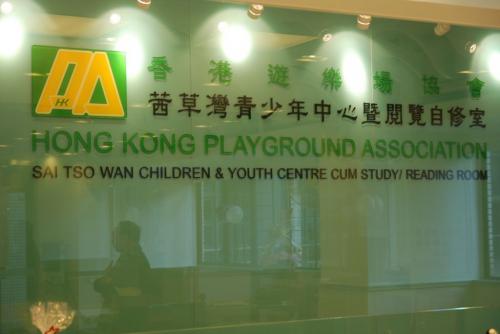 HK
香港遊樂場協會
茜草灣青少年中心暨閱覽自修室
HONG KONG PLAYGROUND ASSOCIATION
SAI TSO WAN CHILDREN & YOUTH CENTRE CUM STUDY/ READING ROOM